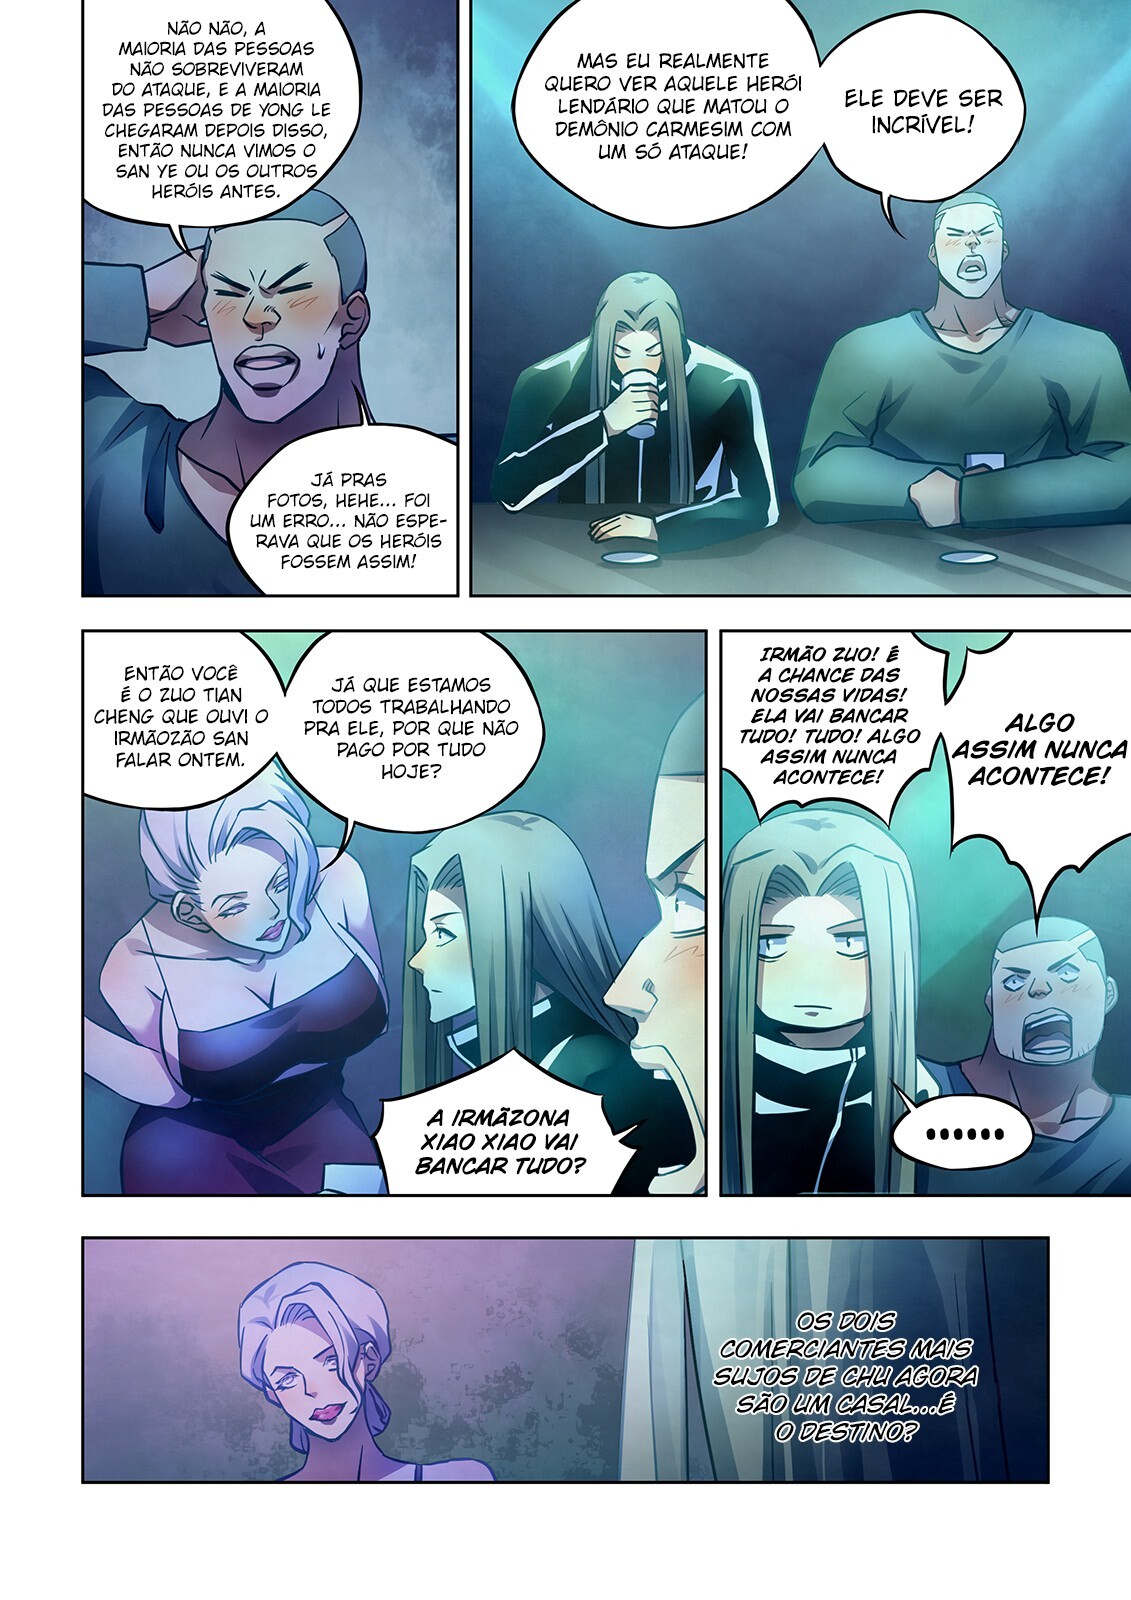 NÃO NÃO, A
MAIORIA DAS PESSOAS
NÃO SOBREVIVERAM
DO ATAQUE, E A MAIORIA
DAS PESSOAS DE YONG LE
CHEGARAM DEPOIS DISSO,
ENTÃO NUNCA VIMOS O
SAN YE OU OS OUTROS
HERÓIS ANTES.
JÁ PRAS
FOTOS, HEHE... FOI
UM ERRO... NÃO ESPE-
RAVA QUE OS HERÓIS
FOSSEM ASSIM!
MAS EU REALMENTE
QUERO VER AQUELE HERÓI
LENDÁRIO QUE MATOU O
DEMÔNIO CARMESIM COM
UM SÓ ATAQUE!
ELE DEVE SER
INCRÍVEL!
ENTÃO VOCÊ
É O ZUO TIAN
CHENG QUE OUVI O
IRMÃOZÃO SAN
FALAR ONTEM.
JÁ QUE ESTAMOS
TODOS TRABALHANDO
PRA ELE, POR QUE NÃO
PAGO POR TUDO
HOJE?
A IRMÃZONA
XIAO XIAO VAI
BANCAR TUDO?
IRMÃO ZUO! É
A CHANCE DAS
NOSSAS VIDAS!
ELA VAI BANCAR
TUDO! TUDO! ALGO
ASSIM NUNCA
ACONTECE!
ALGO
ASSIM NUNCA
ACONTECE!
••••••
OS DOIS
COMERCIANTES MAIS
SUJOS DE CHU AGORA
SÃO UM CASAL...É
O DESTINO?